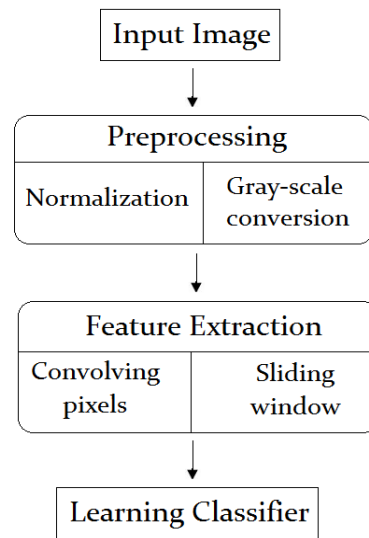 Input Image
Preprocessing
Normalization
Gray-scale
conversion
Feature Extraction
Convolving
pixels
Sliding
window
Learning Classifier